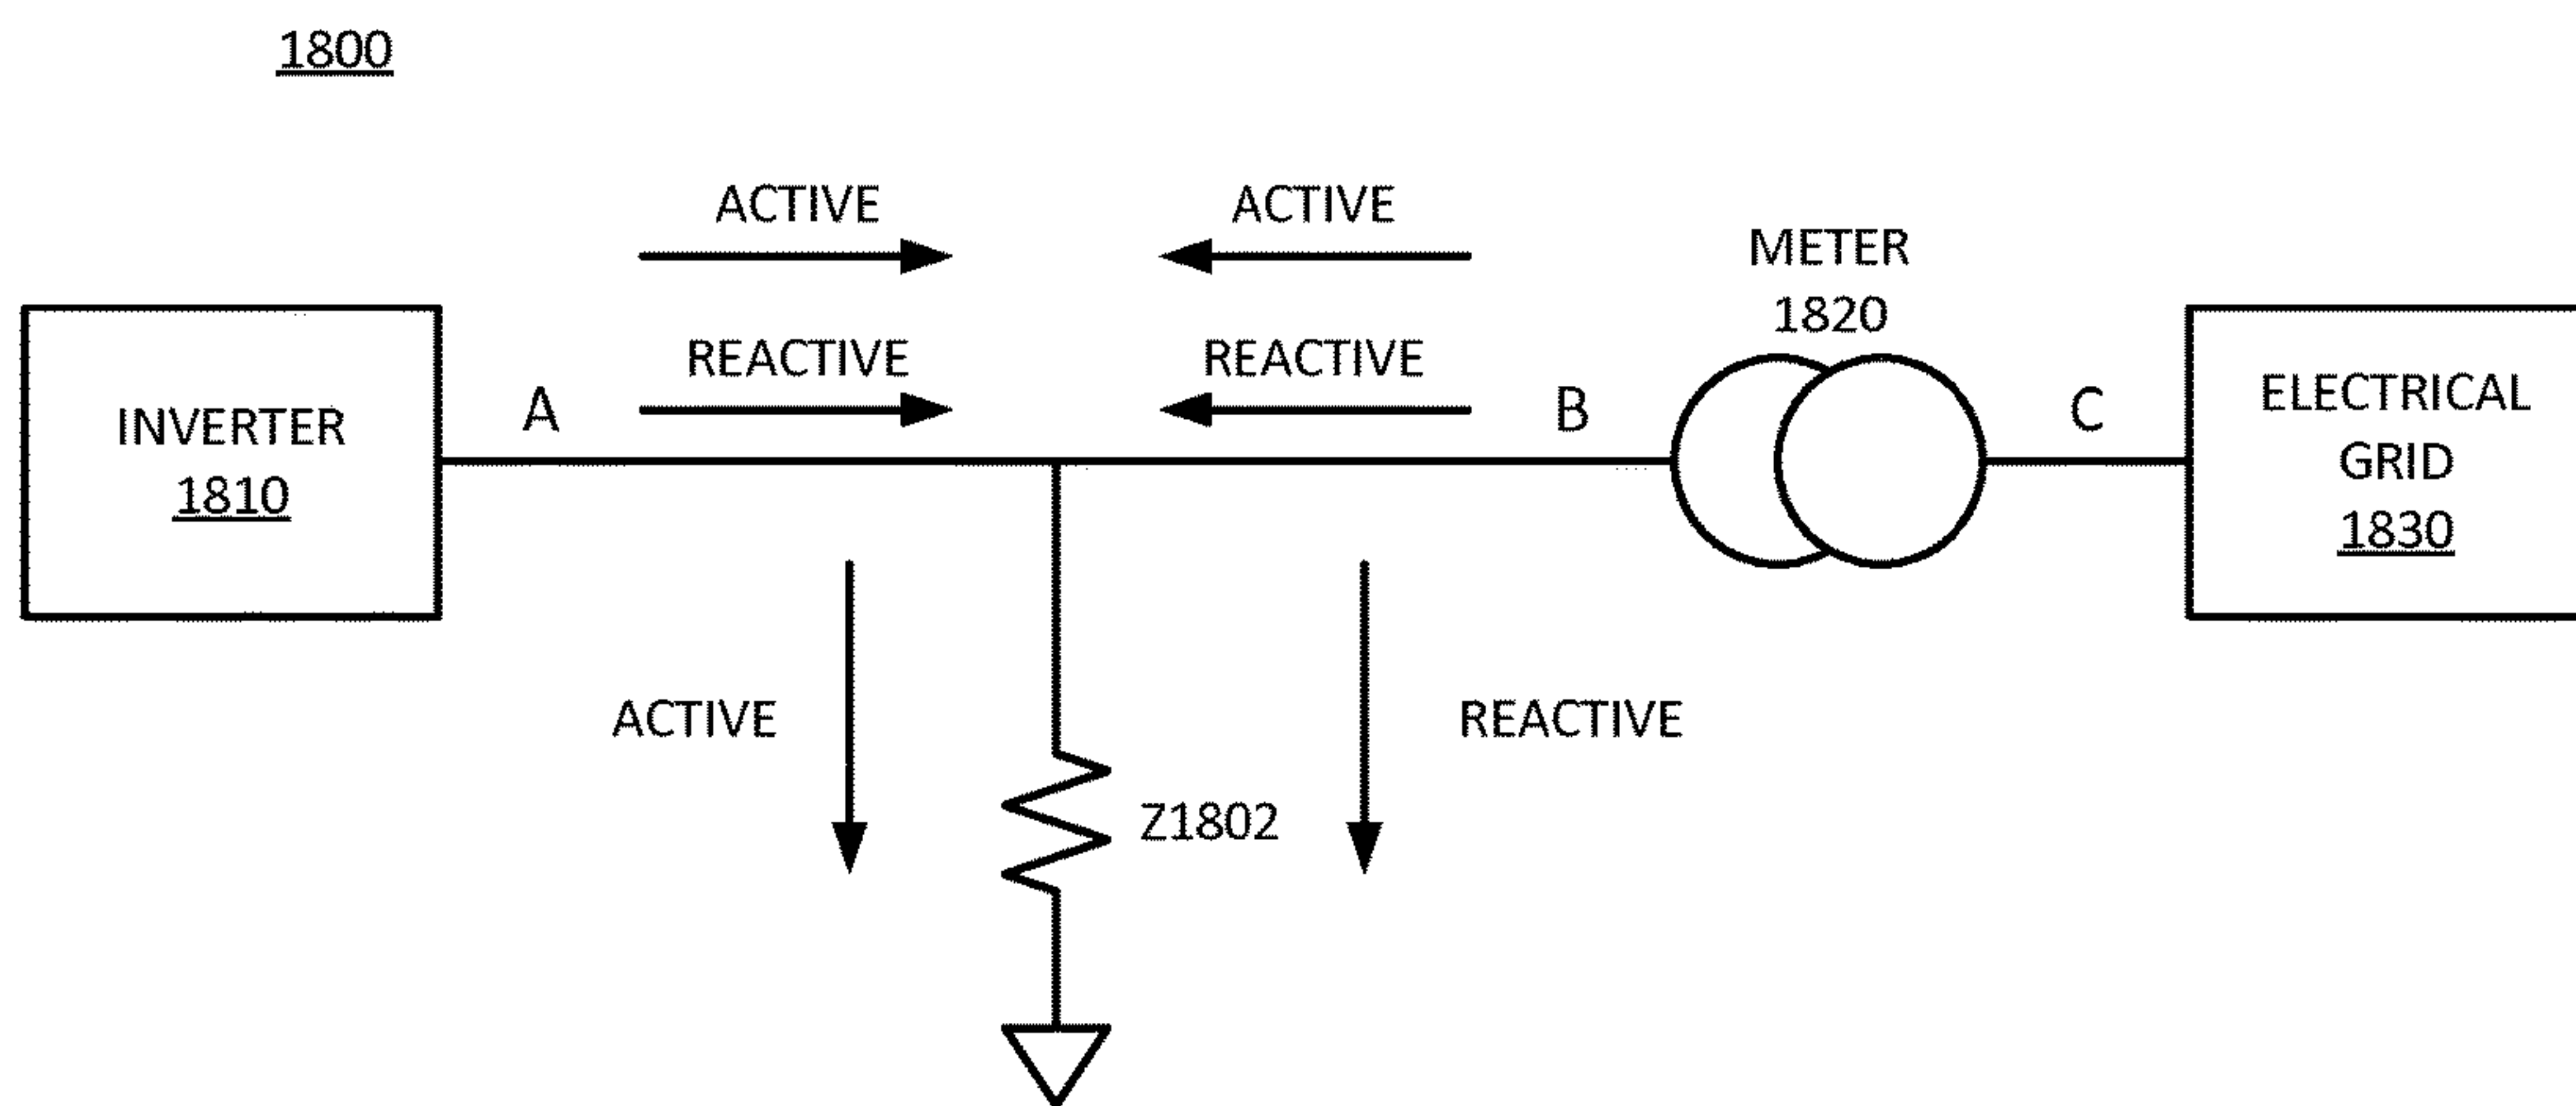 1800
ACTIVE
ACTIVE
METER
1820
REACTIVE
REACTIVE
INVERTER
1810
A
B
C
ELECTRICAL
GRID
1830
ACTIVE
REACTIVE
Z1802